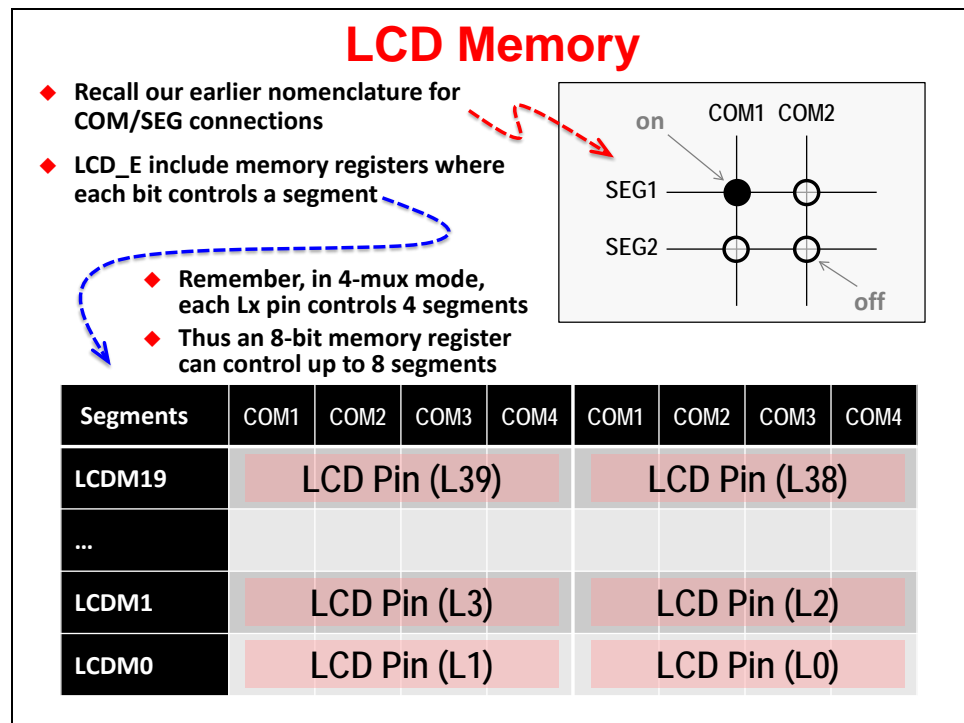 LCD Memory
Recall our earlier nomenclature for
COM/SEG connections
LCD_E include memory registers where
each bit controls a segment
Remember, in 4-mux mode,
each Lx pin controls 4 segments
Thus an 8-bit memory register
can control up to 8 segments
on
COM1 COM2
SEG1
SEG2
off
Segments COM1 COM2 COM3 COM4 COM1 COM2 COM3 COM4
LCDM19 LCD Pin (L39) LCD Pin (L38)
...
LCDM1 LCD Pin (L3) LCD Pin (L2)
LCDM0 LCD Pin (L1) LCD Pin (L0)